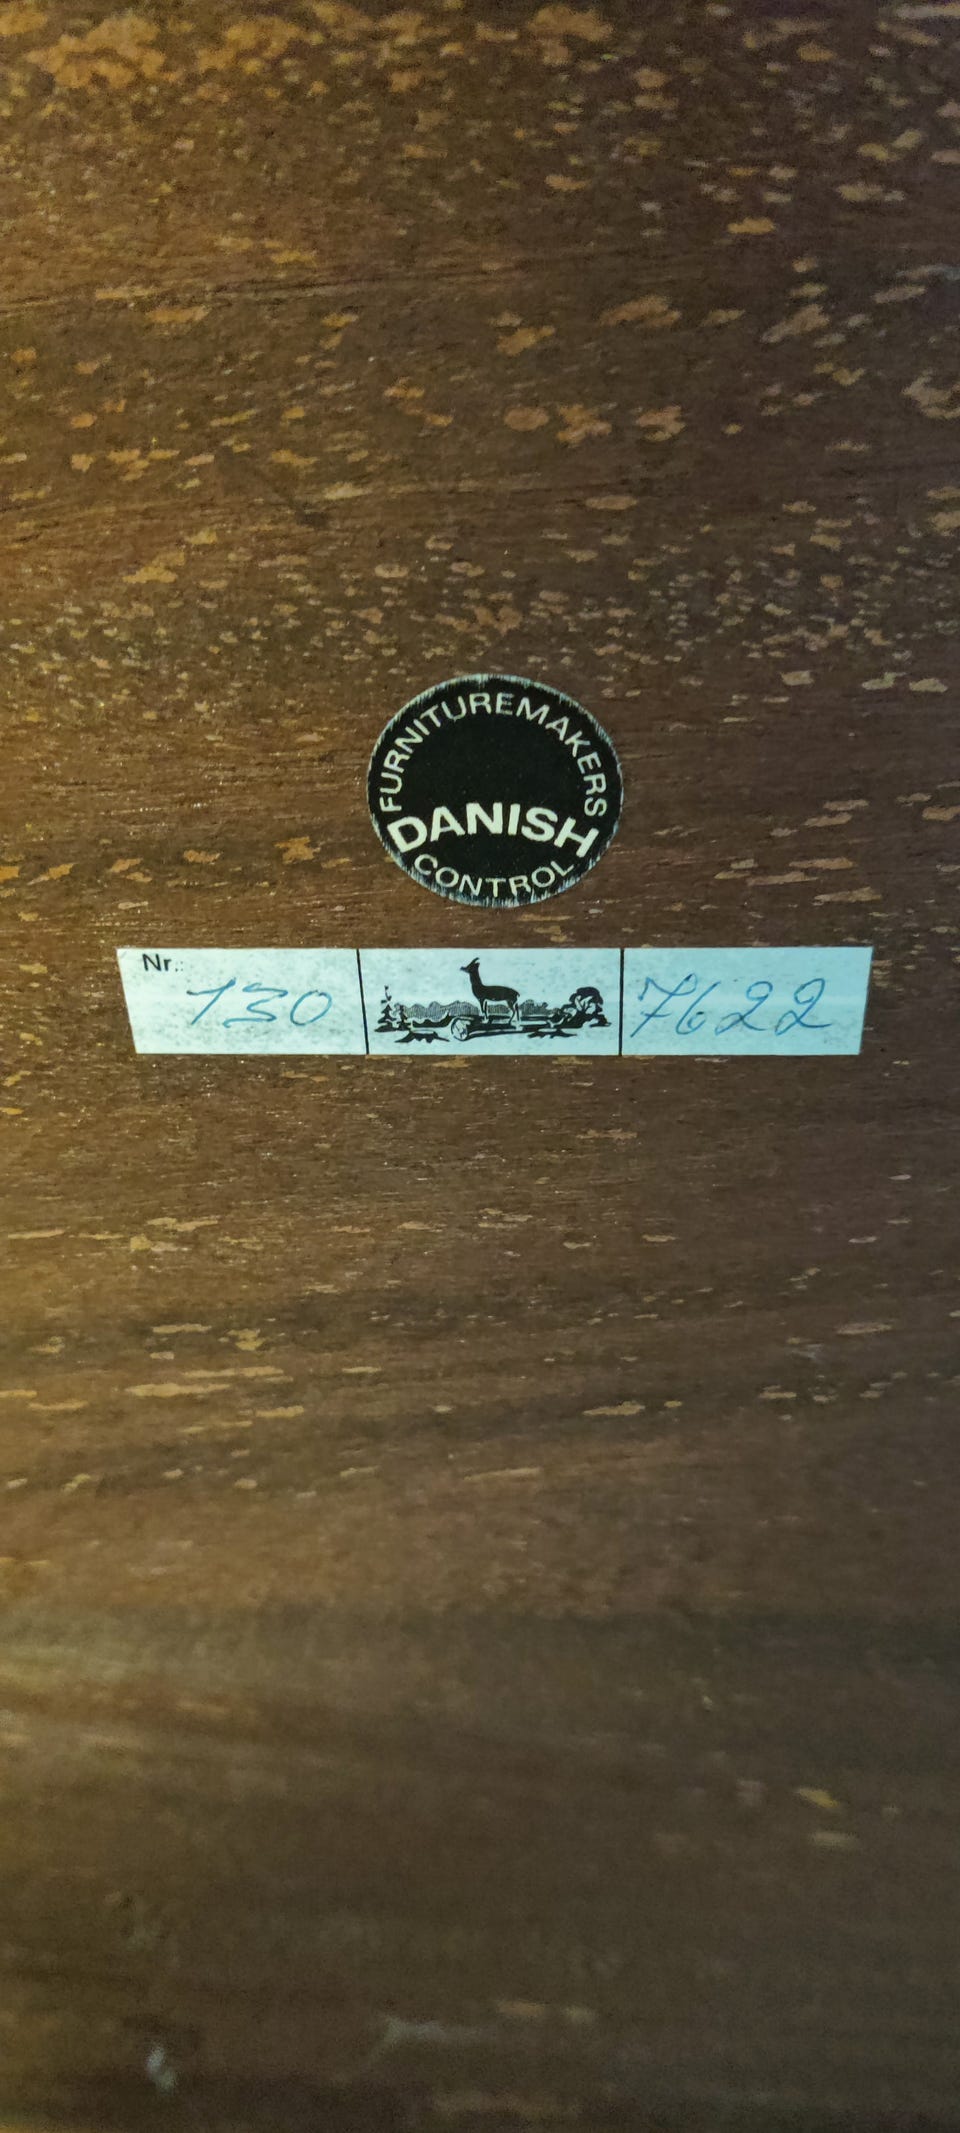 FURNITUREMAKERS
DANISH
CONTROL
Nr.: 130 7622